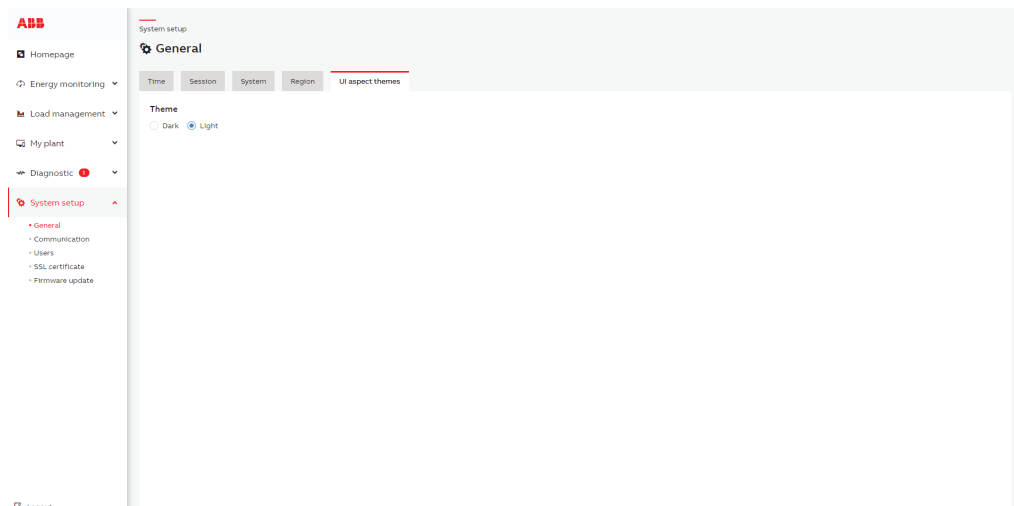 ABB
Homepage
Energy monitoring
Load management
My plant
Diagnostic 1
System setup
General
Communication
Users
SSL certificate
Firmware update
System setup
General
Time Session System Region UI aspect themes
Theme
Dark Light